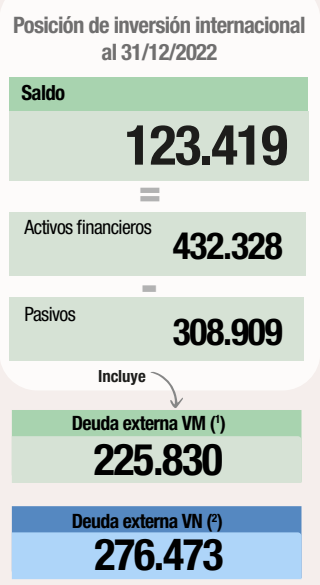 Posición de inversión internacional
al 31/12/2022
Saldo
123.419
=
Activos financieros
432.328
-
Pasivos
308.909
Incluye
Deuda externa VM (¹)
225.830
Deuda externa VN (²)
276.473